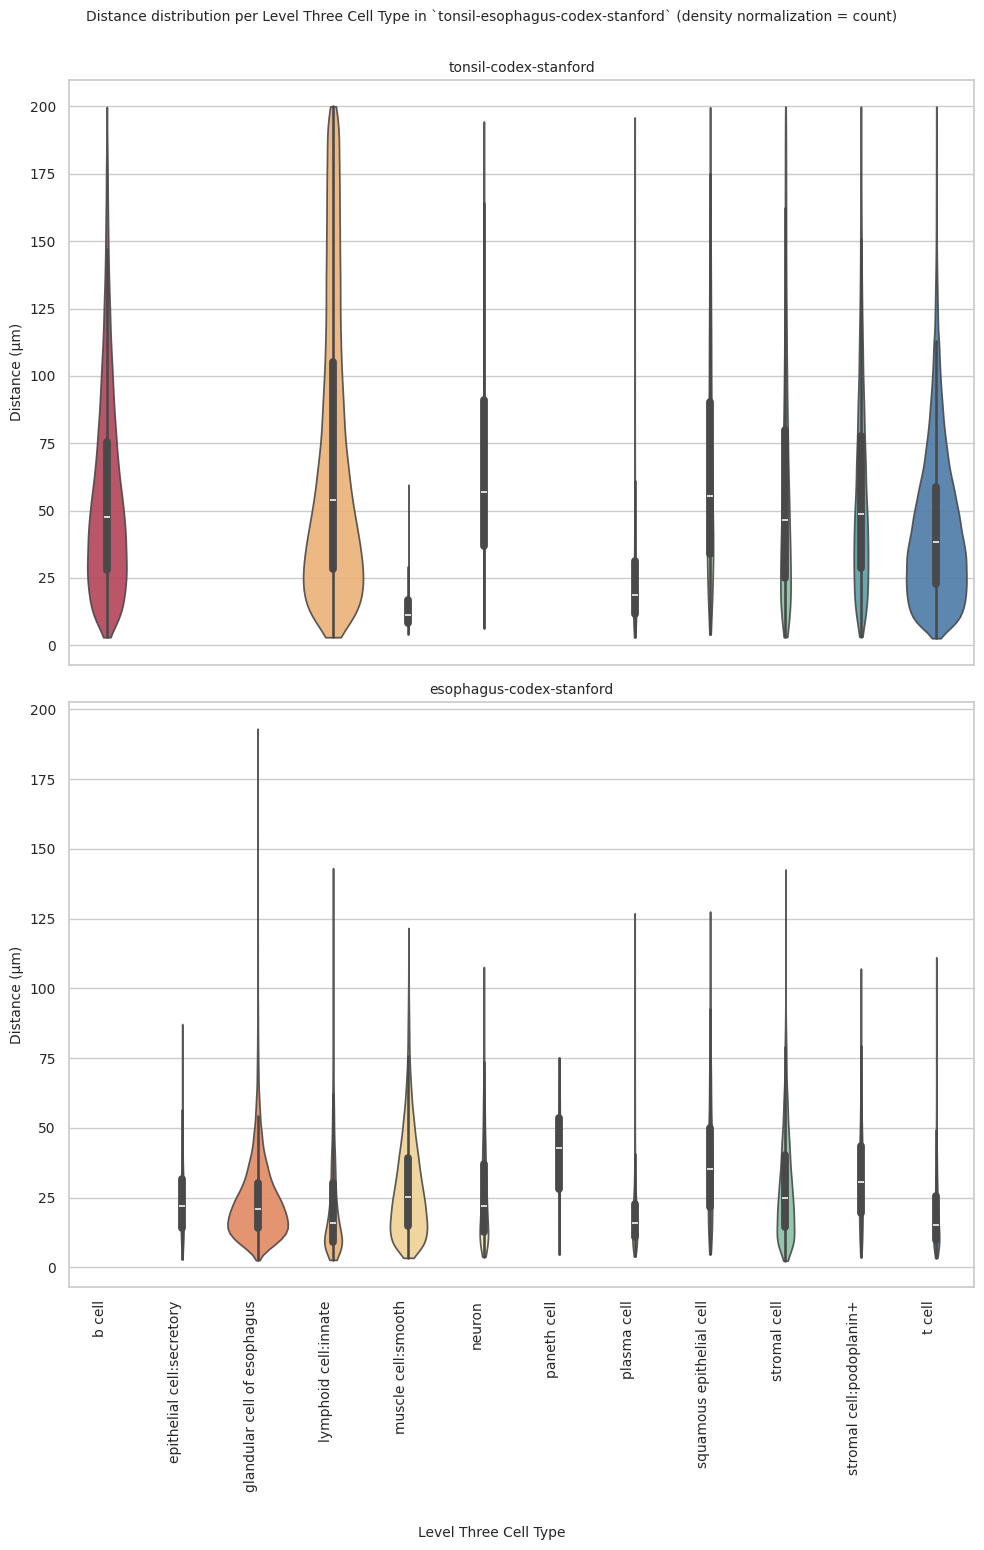 Distance distribution per Level Three Cell Type in `tonsil-esophagus-codex-stanford` (density normalization = count)
tonsil-codex-stanford
200
175
150
125
100
75
50
25
0
Distance (µm)
esophagus-codex-stanford
200
175
150
125
100
75
50
25
0
Distance (µm)
b cell
epithelial cell:secretory
glandular cell of esophagus
lymphoid cell:innate
muscle cell:smooth
neuron
paneth cell
plasma cell
squamous epithelial cell
stromal cell
stromal cell:podoplanin+
t cell
Level Three Cell Type